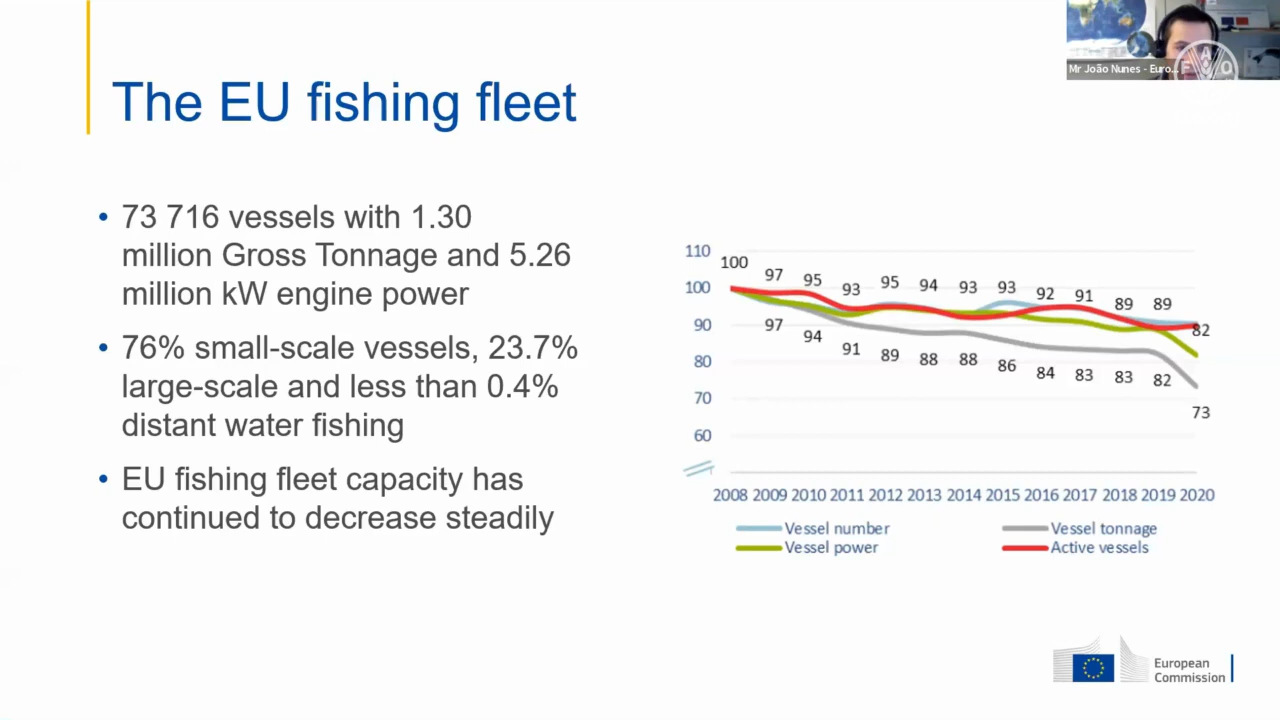 Mr João Nunes - Euro...
FAO
The EU fishing fleet
• 73 716 vessels with 1.30
million Gross Tonnage and 5.26
million kW engine power
• 76% small-scale vessels, 23.7%
large-scale and less than 0.4%
distant water fishing
• EU fishing fleet capacity has
continued to decrease steadily
110
100
90
80
70
60
100 97 95 93 95 94 93 93 92 91 89 89 82
97 94 91 89 88 88 86 84 83 83 82 73
2008 2009 2010 2011 2012 2013 2014 2015 2016 2017 2018 2019 2020
Vessel number Vessel tonnage
Vessel power Active vessels
European
Commission